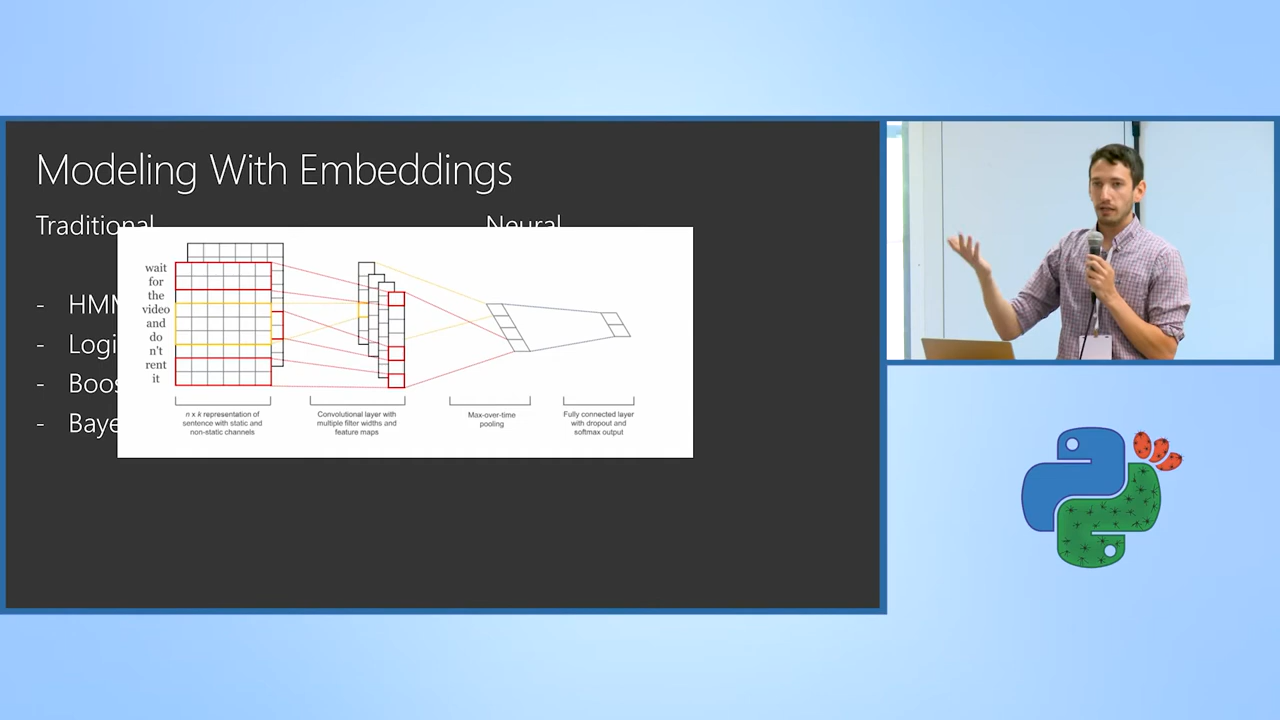 Modeling With Embeddings
Traditional
Neural
- HMM
- Logi
- Boos
- Baye
wait
for
the
video
and
do
n't
rent
it
n x k representation of
sentence with static and
non-static channels
Convolutional layer with
multiple filter widths and
feature maps
Max-over-time
pooling
Fully connected layer
with dropout and
softmax output